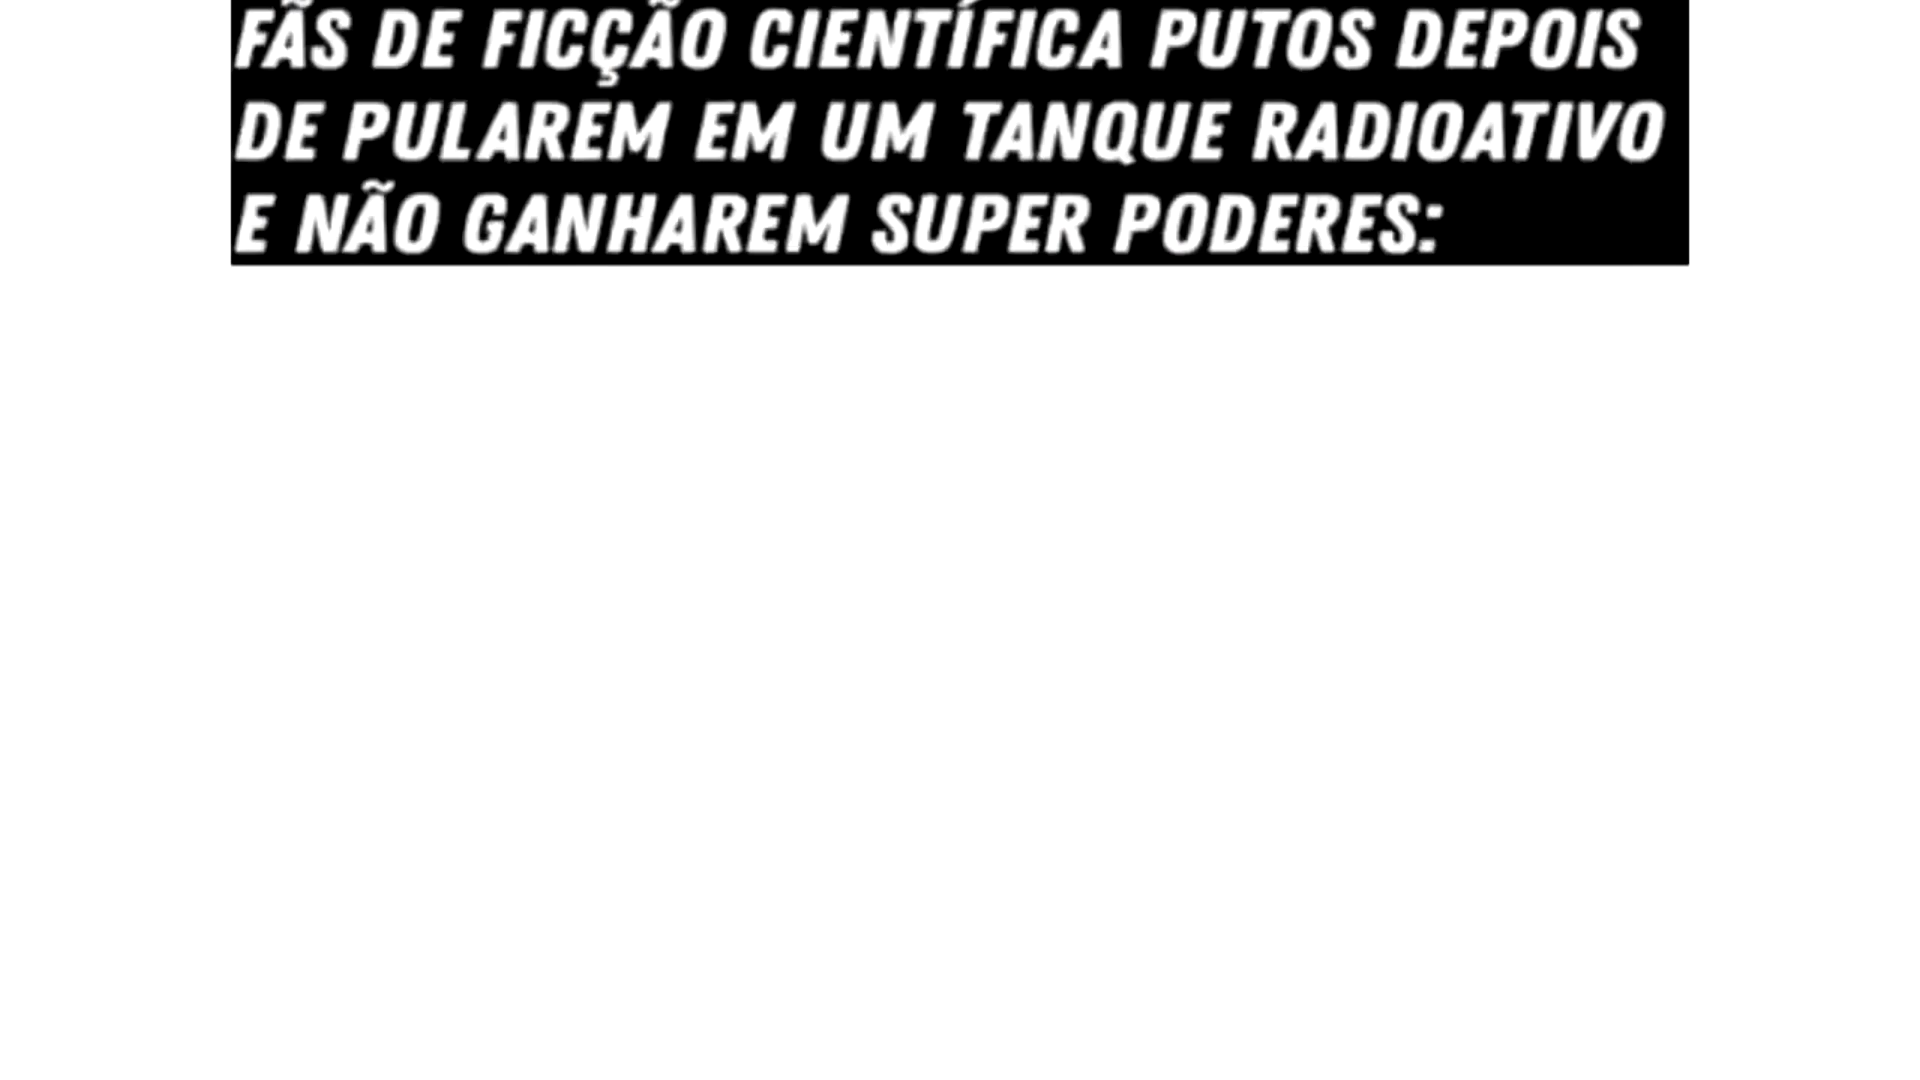 FÃS DE FICÇÃO CIENTÍFICA PUTOS DEPOIS
DE PULAREM EM UM TANQUE RADIOATIVO
E NÃO GANHAREM SUPER PODERES: